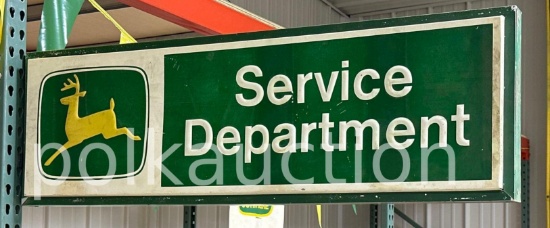 Service
Department
polkauction